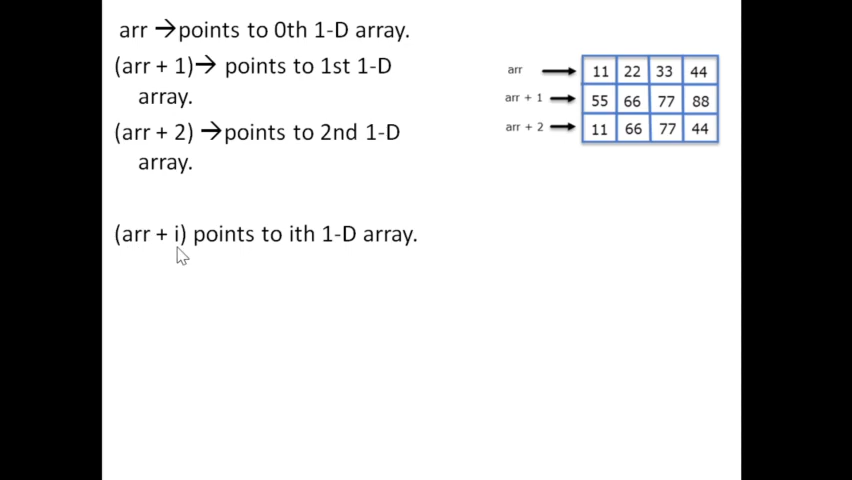 arr →points to 0th 1-D array.
(arr + 1)→ points to 1st 1-D
array.
(arr + 2) →points to 2nd 1-D
array.
(arr + i) points to ith 1-D array.
arr → 11 22 33 44
arr + 1 → 55 66 77 88
arr + 2 → 11 66 77 44